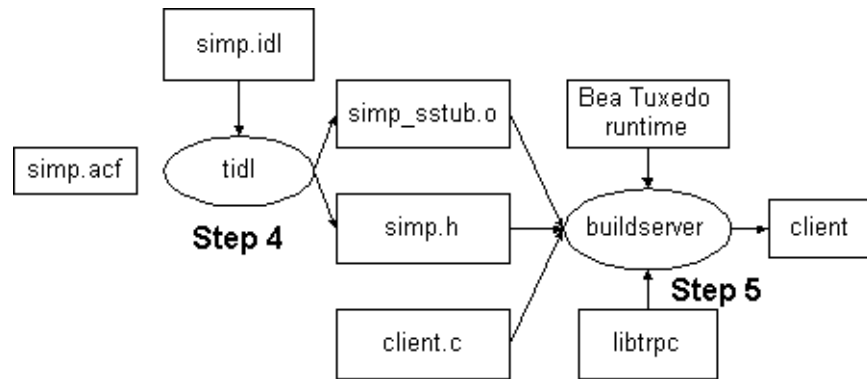 simp.idl
simp_sstub.o
Bea Tuxedo
runtime
simp.acf
tidl
Step 4
simp.h
buildserver
client
Step 5
client.c
libtrpc